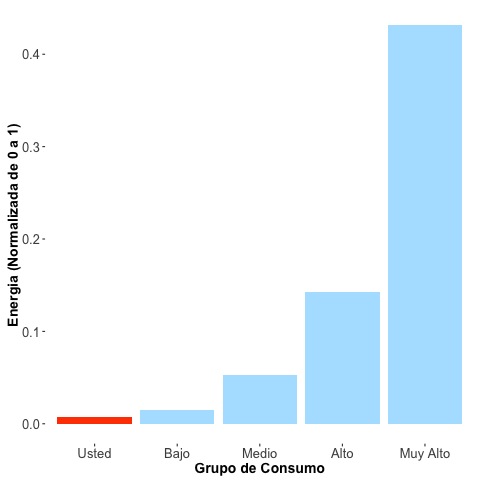 Energia (Normalizada de 0 a 1)
0.4
0.3
0.2
0.1
0.0
Usted Bajo Medio Alto Muy Alto
Grupo de Consumo